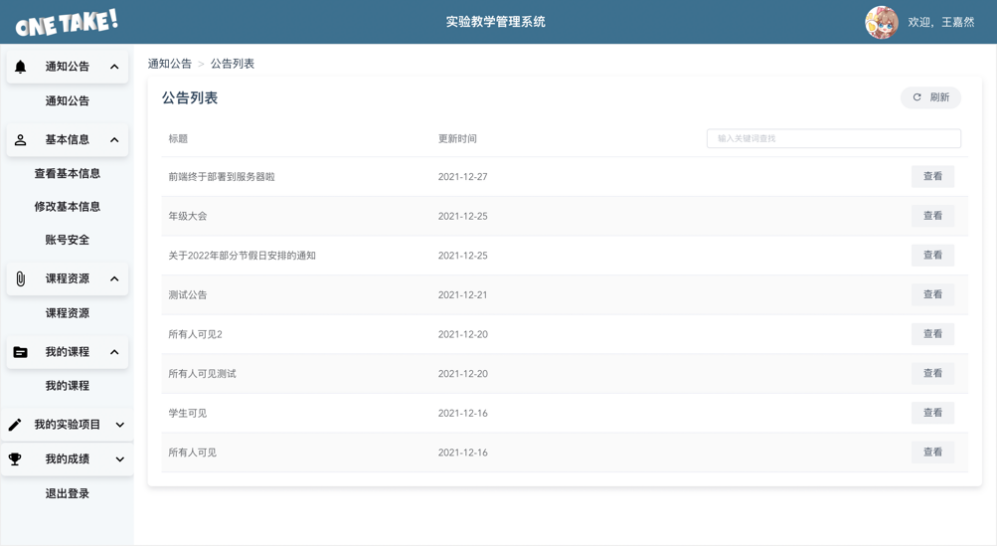 ONE TAKE!
实验教学管理系统
欢迎，王嘉然
通知公告
通知公告
基本信息
查看基本信息
修改基本信息
账号安全
课程资源
课程资源
我的课程
我的课程
我的实验项目
我的成绩
退出登录
通知公告 > 公告列表
公告列表
刷新
标题 更新时间 输入关键词查找
前端终于部署到服务器啦 2021-12-27 查看
年级大会 2021-12-25 查看
关于2022年部分节假日安排的通知 2021-12-25 查看
测试公告 2021-12-21 查看
所有人可见2 2021-12-20 查看
所有人可见测试 2021-12-20 查看
学生可见 2021-12-16 查看
所有人可见 2021-12-16 查看